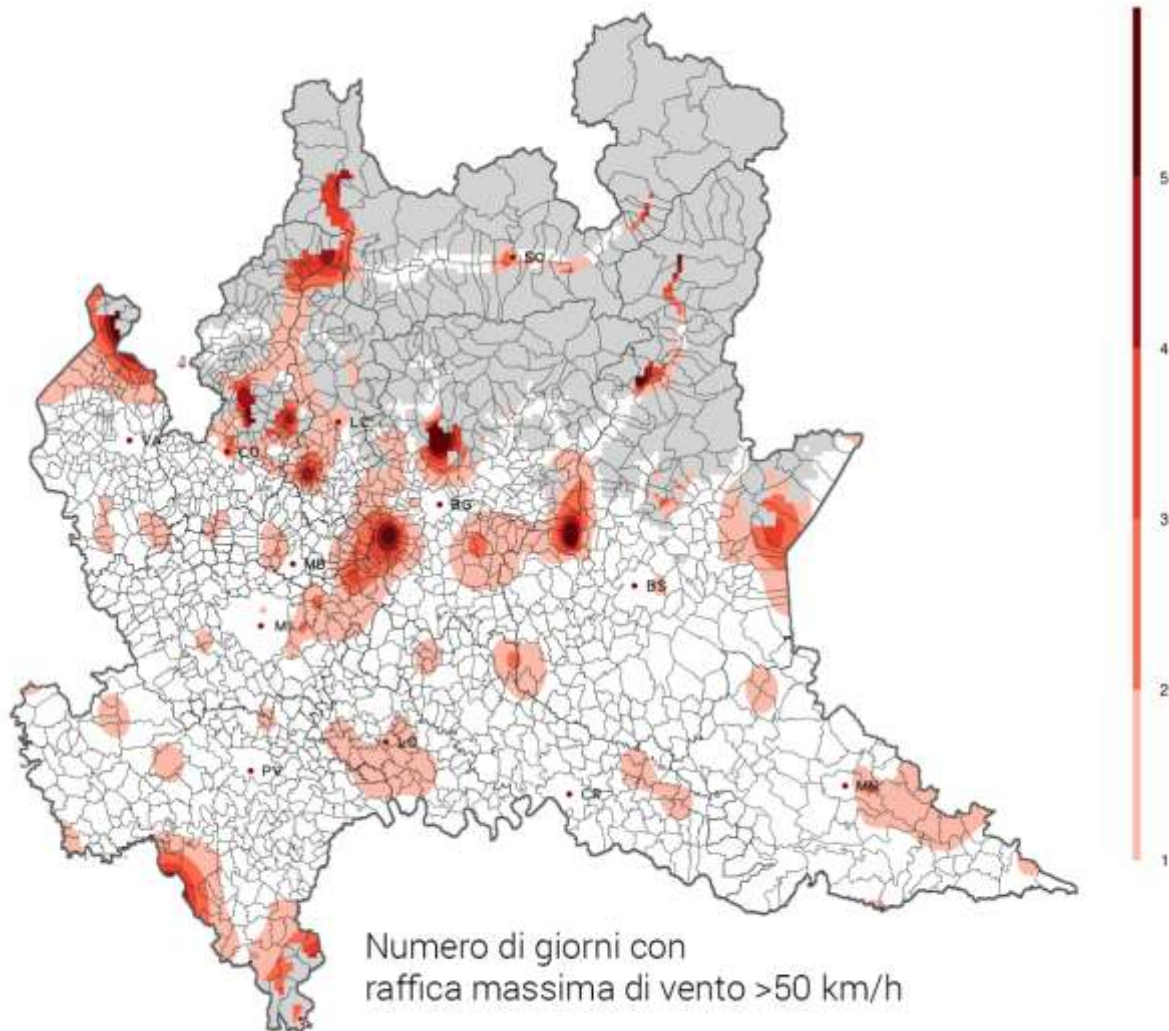 5
SO
4
VA
LC
CO
BG
3
MB
BS
MI
2
LO
PV
CR
MN
1
Numero di giorni con
raffica massima di vento >50 km/h